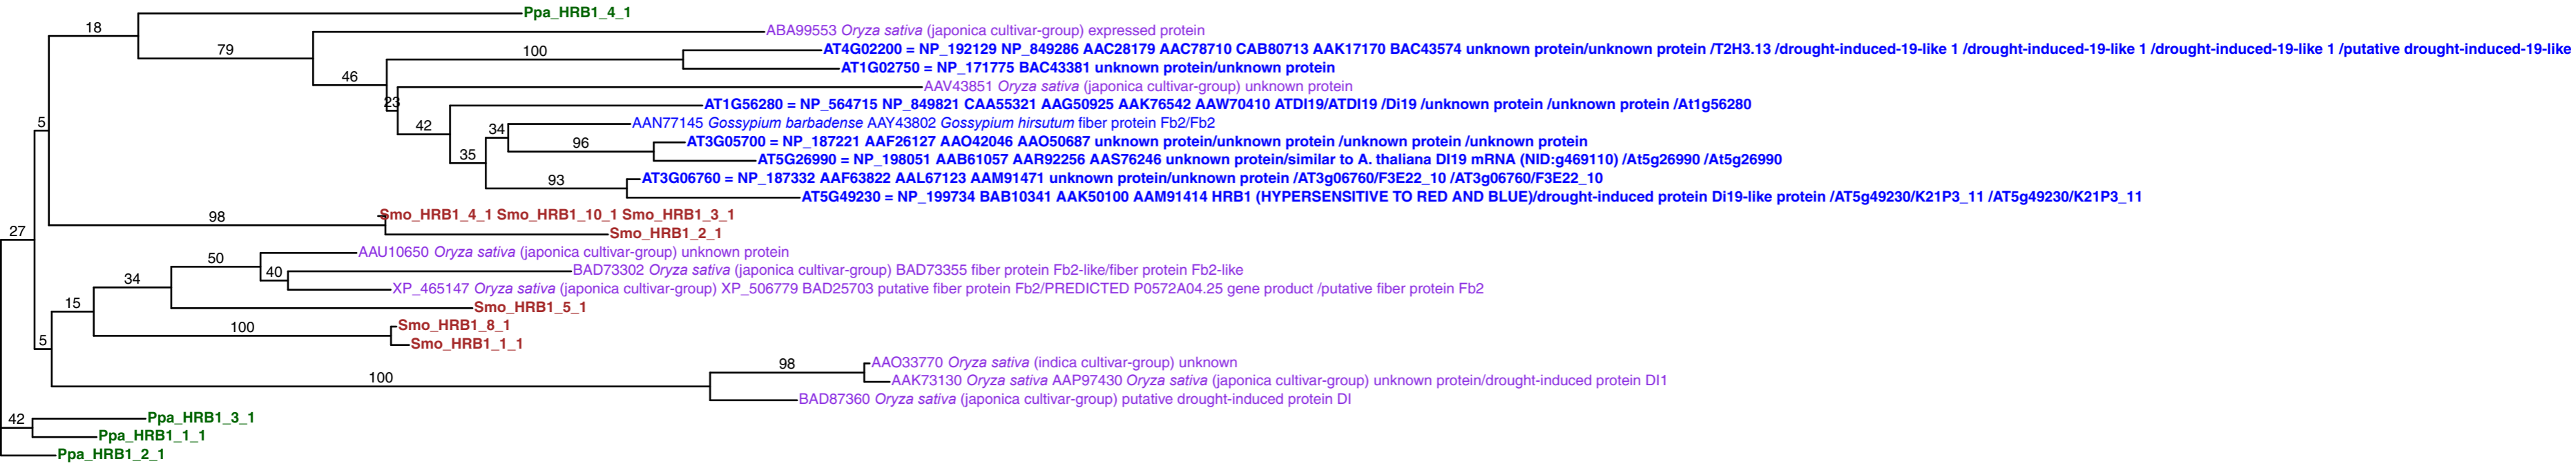 Ppa_HRB1_4_1
18
ABA99553 Oryza sativa (japonica cultivar-group) expressed protein
79
100
AT4G02200 = NP_192129 NP_849286 AAC28179 AAC78710 CAB80713 AAK17170 BAC43574 unknown protein/unknown protein /T2H3.13 /drought-induced-19-like 1 /drought-induced-19-like 1 /drought-induced-19-like 1 /putative drought-induced-19-like
AT1G02750 = NP_171775 BAC43381 unknown protein/unknown protein
46
AAV43851 Oryza sativa (japonica cultivar-group) unknown protein
23
AT1G56280 = NP_564715 NP_849821 CAA55321 AAG50925 AAK76542 AAW70410 ATDI19/ATDI19 /Di19 /unknown protein /unknown protein /At1g56280
5
42
34
AAN77145 Gossypium barbadense AAY43802 Gossypium hirsutum fiber protein Fb2/Fb2
96
AT3G05700 = NP_187221 AAF26127 AAO42046 AAO50687 unknown protein/unknown protein /unknown protein /unknown protein
35
AT5G26990 = NP_198051 AAB61057 AAR92256 AAS76246 unknown protein/similar to A. thaliana DI19 mRNA (NID:g469110) /At5g26990 /At5g26990
93
AT3G06760 = NP_187332 AAF63822 AAL67123 AAM91471 unknown protein/unknown protein /AT3g06760/F3E22_10 /AT3g06760/F3E22_10
AT5G49230 = NP_199734 BAB10341 AAK50100 AAM91414 HRB1 (HYPERSENSITIVE TO RED AND BLUE)/drought-induced protein Di19-like protein /AT5g49230/K21P3_11 /AT5g49230/K21P3_11
98
Smo_HRB1_4_1 Smo_HRB1_10_1 Smo_HRB1_3_1
27
Smo_HRB1_2_1
AAU10650 Oryza sativa (japonica cultivar-group) unknown protein
50
40
BAD73302 Oryza sativa (japonica cultivar-group) BAD73355 fiber protein Fb2-like/fiber protein Fb2-like
34
XP_465147 Oryza sativa (japonica cultivar-group) XP_506779 BAD25703 putative fiber protein Fb2/PREDICTED P0572A04.25 gene product /putative fiber protein Fb2
15
Smo_HRB1_5_1
100
Smo_HRB1_8_1
5
Smo_HRB1_1_1
98
AAO33770 Oryza sativa (indica cultivar-group) unknown
100
AAK73130 Oryza sativa AAP97430 Oryza sativa (japonica cultivar-group) unknown protein/drought-induced protein DI1
BAD87360 Oryza sativa (japonica cultivar-group) putative drought-induced protein DI
42
Ppa_HRB1_3_1
Ppa_HRB1_1_1
Ppa_HRB1_2_1